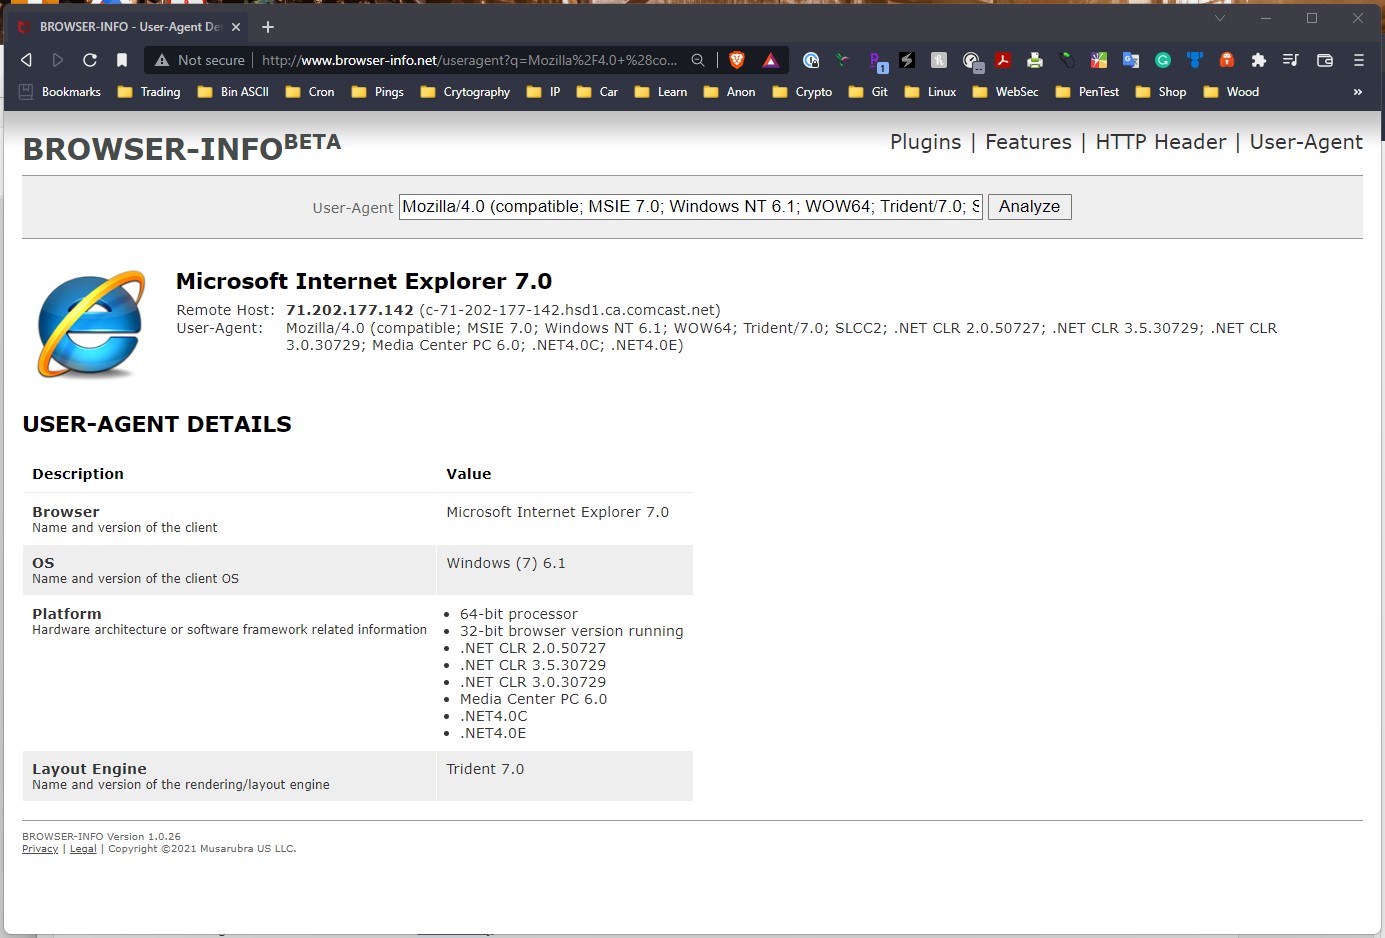 BROWSER-INFO - User-Agent De
Not secure http://www.browser-info.net/useragent?q=Mozilla%2F4.0+%28co...
Bookmarks Trading Bin ASCII Cron Pings Crytography IP Car Learn Anon Crypto Git Linux WebSec PenTest Shop Wood »
BROWSER-INFO BETA
Plugins | Features | HTTP Header | User-Agent
User-Agent Mozilla/4.0 (compatible; MSIE 7.0; Windows NT 6.1; WOW64; Trident/7.0; S Analyze
Microsoft Internet Explorer 7.0
Remote Host: 71.202.177.142 (c-71-202-177-142.hsd1.ca.comcast.net)
User-Agent: Mozilla/4.0 (compatible; MSIE 7.0; Windows NT 6.1; WOW64; Trident/7.0; SLCC2; .NET CLR 2.0.50727; .NET CLR 3.5.30729; .NET CLR
3.0.30729; Media Center PC 6.0; .NET4.0C; .NET4.0E)
USER-AGENT DETAILS
Description Value
Browser Microsoft Internet Explorer 7.0
Name and version of the client
OS Windows (7) 6.1
Name and version of the client OS
Platform
Hardware architecture or software framework related information
• 64-bit processor
• 32-bit browser version running
• .NET CLR 2.0.50727
• .NET CLR 3.5.30729
• .NET CLR 3.0.30729
• Media Center PC 6.0
• .NET4.0C
• .NET4.0E
Layout Engine Trident 7.0
Name and version of the rendering/layout engine
BROWSER-INFO Version 1.0.26
Privacy | Legal | Copyright ©2021 Musarubra US LLC.